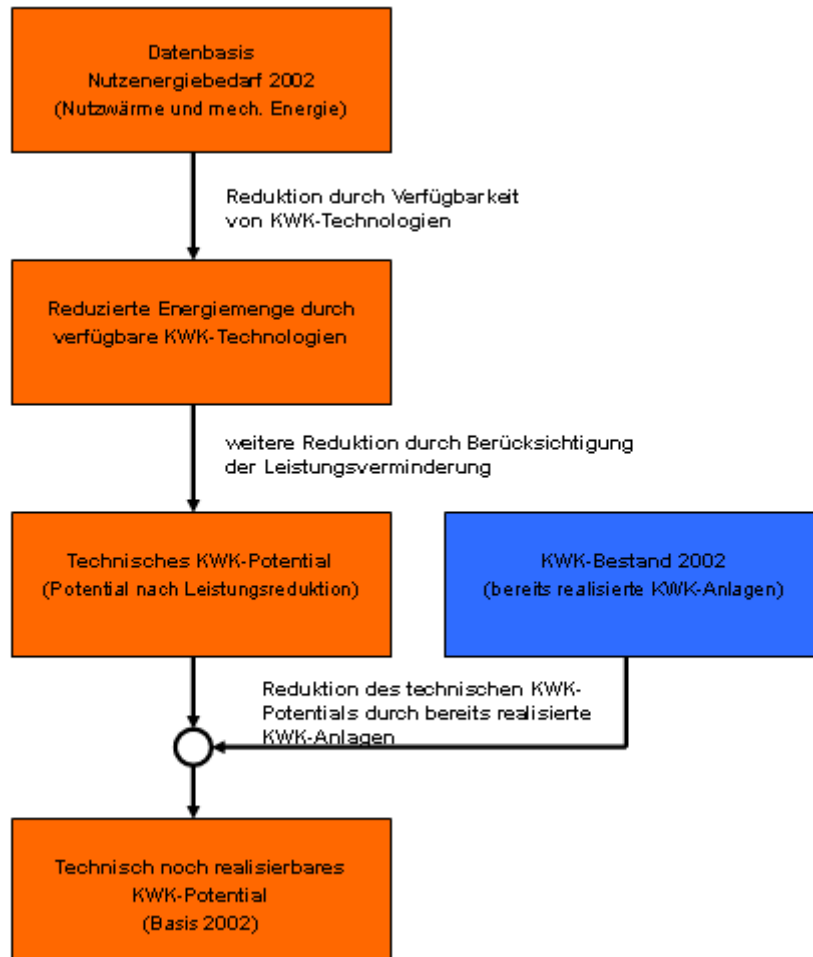 Datenbasis
Nutzenergiebedarf 2002
(Nutzwärme und mech. Energie)
Reduktion durch Verfügbarkeit
von KWK-Technologien
Reduzierte Energiemenge durch
verfügbare KWK-Technologien
weitere Reduktion durch Berücksichtigung
der Leistungsverminderung
Technisches KWK-Potential
(Potential nach Leistungsreduktion)
KWK-Bestand 2002
(bereits realisierte KWK-Anlagen)
Reduktion des technischen KWK-
Potentials durch bereits realisierte
KWK-Anlagen
Technisch noch realisierbares
KWK-Potential
(Basis 2002)